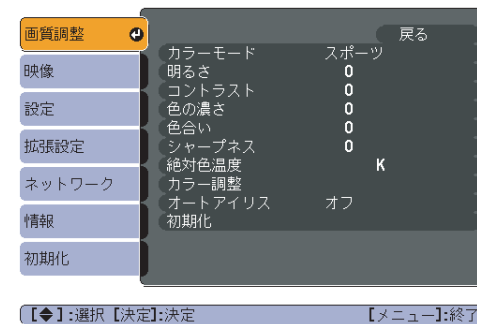 画質調整
映像
設定
拡張設定
ネットワーク
情報
初期化
戻る
カラーモード スポーツ
明るさ 0
コントラスト 0
色の濃さ 0
色合い 0
シャープネス 0
絶対色温度 K
カラー調整
オートアイリス オフ
初期化
【◆】:選択【決定】:決定 【メニュー】:終了